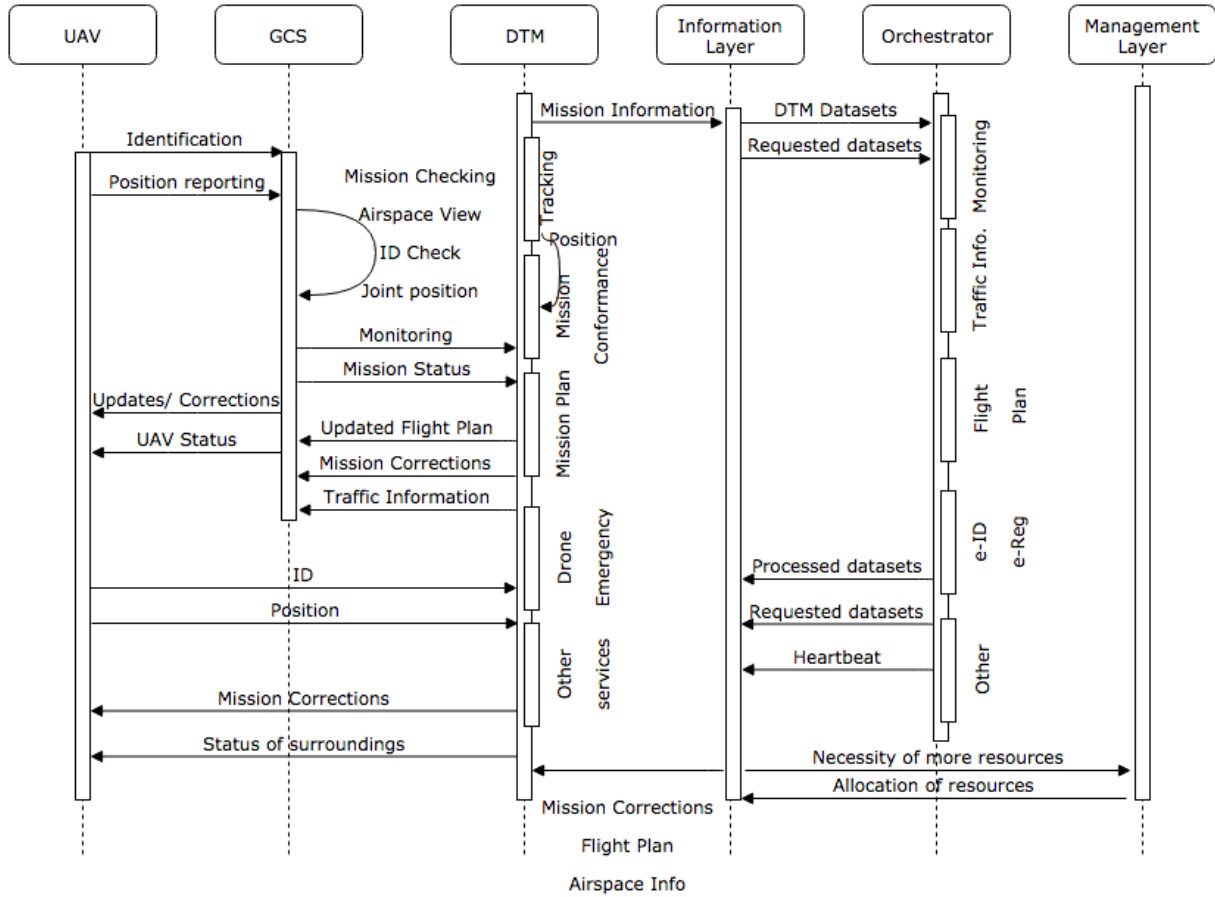 UAV
GCS
DTM
Information
Layer
Orchestrator
Management
Layer
Mission Information
DTM Datasets
Identification
Requested datasets
Position reporting
Mission Checking
Airspace View
ID Check
Joint position
Tracking
Position
Mission
Conformance
Monitoring
Traffic Info.
Monitoring
Mission Status
Mission Plan
Flight
Plan
Updates/ Corrections
Updated Flight Plan
UAV Status
Mission Corrections
Traffic Information
Drone
Emergency
e-ID
e-Reg
Processed datasets
ID
Position
Requested datasets
Heartbeat
Other
services
Other
Mission Corrections
Status of surroundings
Necessity of more resources
Allocation of resources
Mission Corrections
Flight Plan
Airspace Info